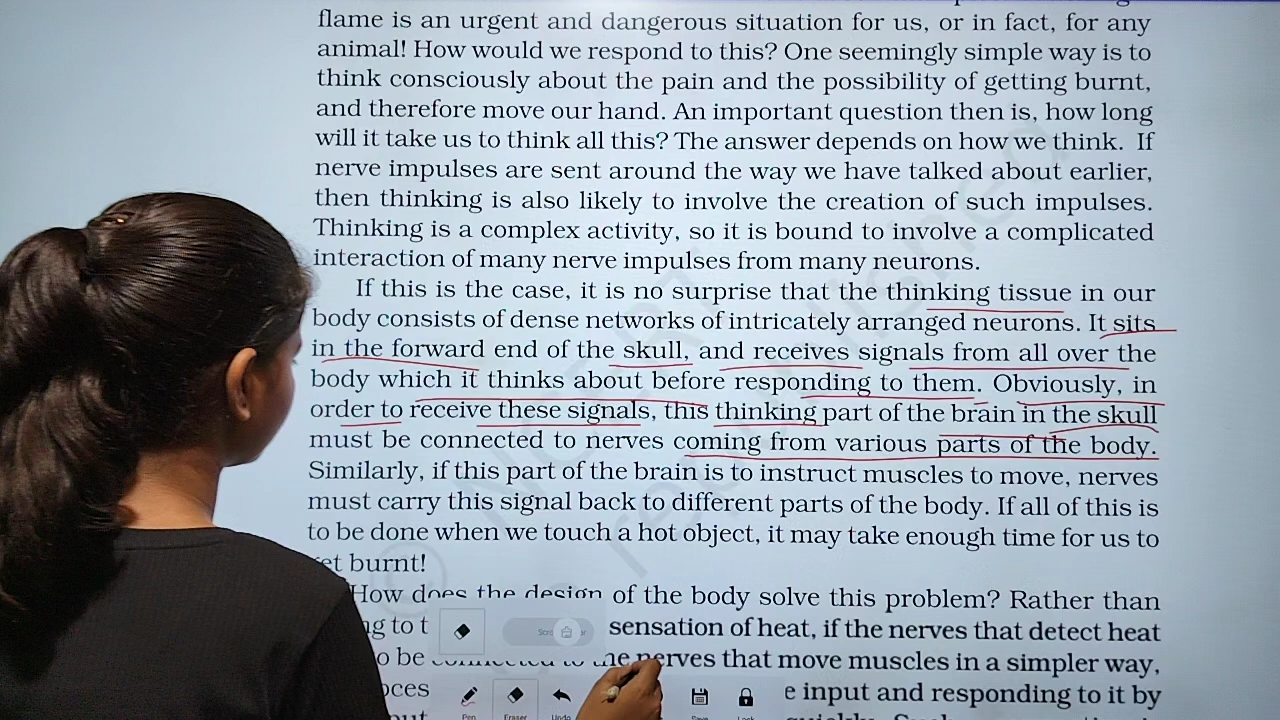 flame is an urgent and dangerous situation for us, or in fact, for any
animal! How would we respond to this? One seemingly simple way is to
think consciously about the pain and the possibility of getting burnt,
and therefore move our hand. An important question then is, how long
will it take us to think all this? The answer depends on how we think. If
nerve impulses are sent around the way we have talked about earlier,
then thinking is also likely to involve the creation of such impulses.
Thinking is a complex activity, so it is bound to involve a complicated
interaction of many nerve impulses from many neurons.
If this is the case, it is no surprise that the thinking tissue in our
body consists of dense networks of intricately arranged neurons. It sits
in the forward end of the skull, and receives signals from all over the
body which it thinks about before responding to them. Obviously, in
order to receive these signals, this thinking part of the brain in the skull
must be connected to nerves coming from various parts of the body.
Similarly, if this part of the brain is to instruct muscles to move, nerves
must carry this signal back to different parts of the body. If all of this is
to be done when we touch a hot object, it may take enough time for us to
burnt!
How does the design of the body solve this problem? Rather than
sensation of heat, if the nerves that detect heat
be connected to the nerves that move muscles in a simpler way,
e input and responding to it by
Pen Eraser Undo Save Lock